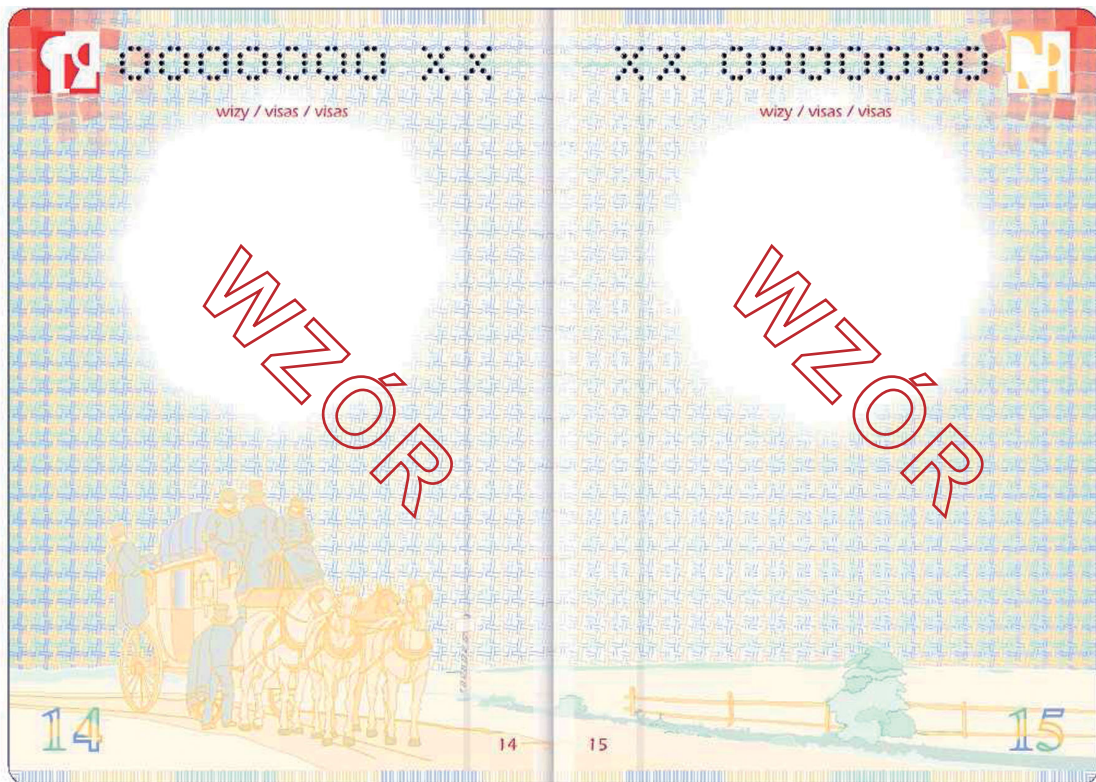 0000000 XX
wizy / visas / visas
WZÓR
14
14
XX 0000000
wizy / visas / visas
WZÓR
15
15